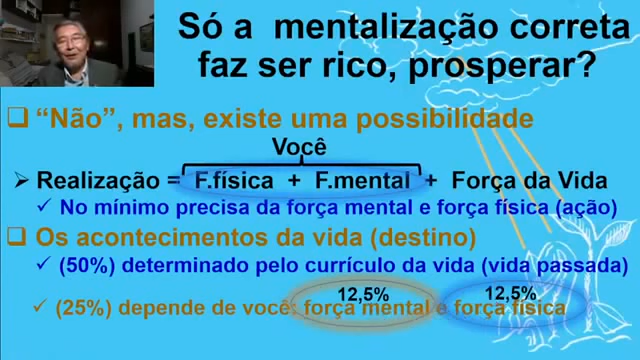 Só a mentalização correta
faz ser rico, prosperar?
“Não”, mas, existe uma possibilidade
Você
Realização = F.física + F.mental + Força da Vida
No mínimo precisa da força mental e força física (ação)
Os acontecimentos da vida (destino)
(50%) determinado pelo currículo da vida (vida passada)
12,5% 12,5%
(25%) depende de você: força mental e força física